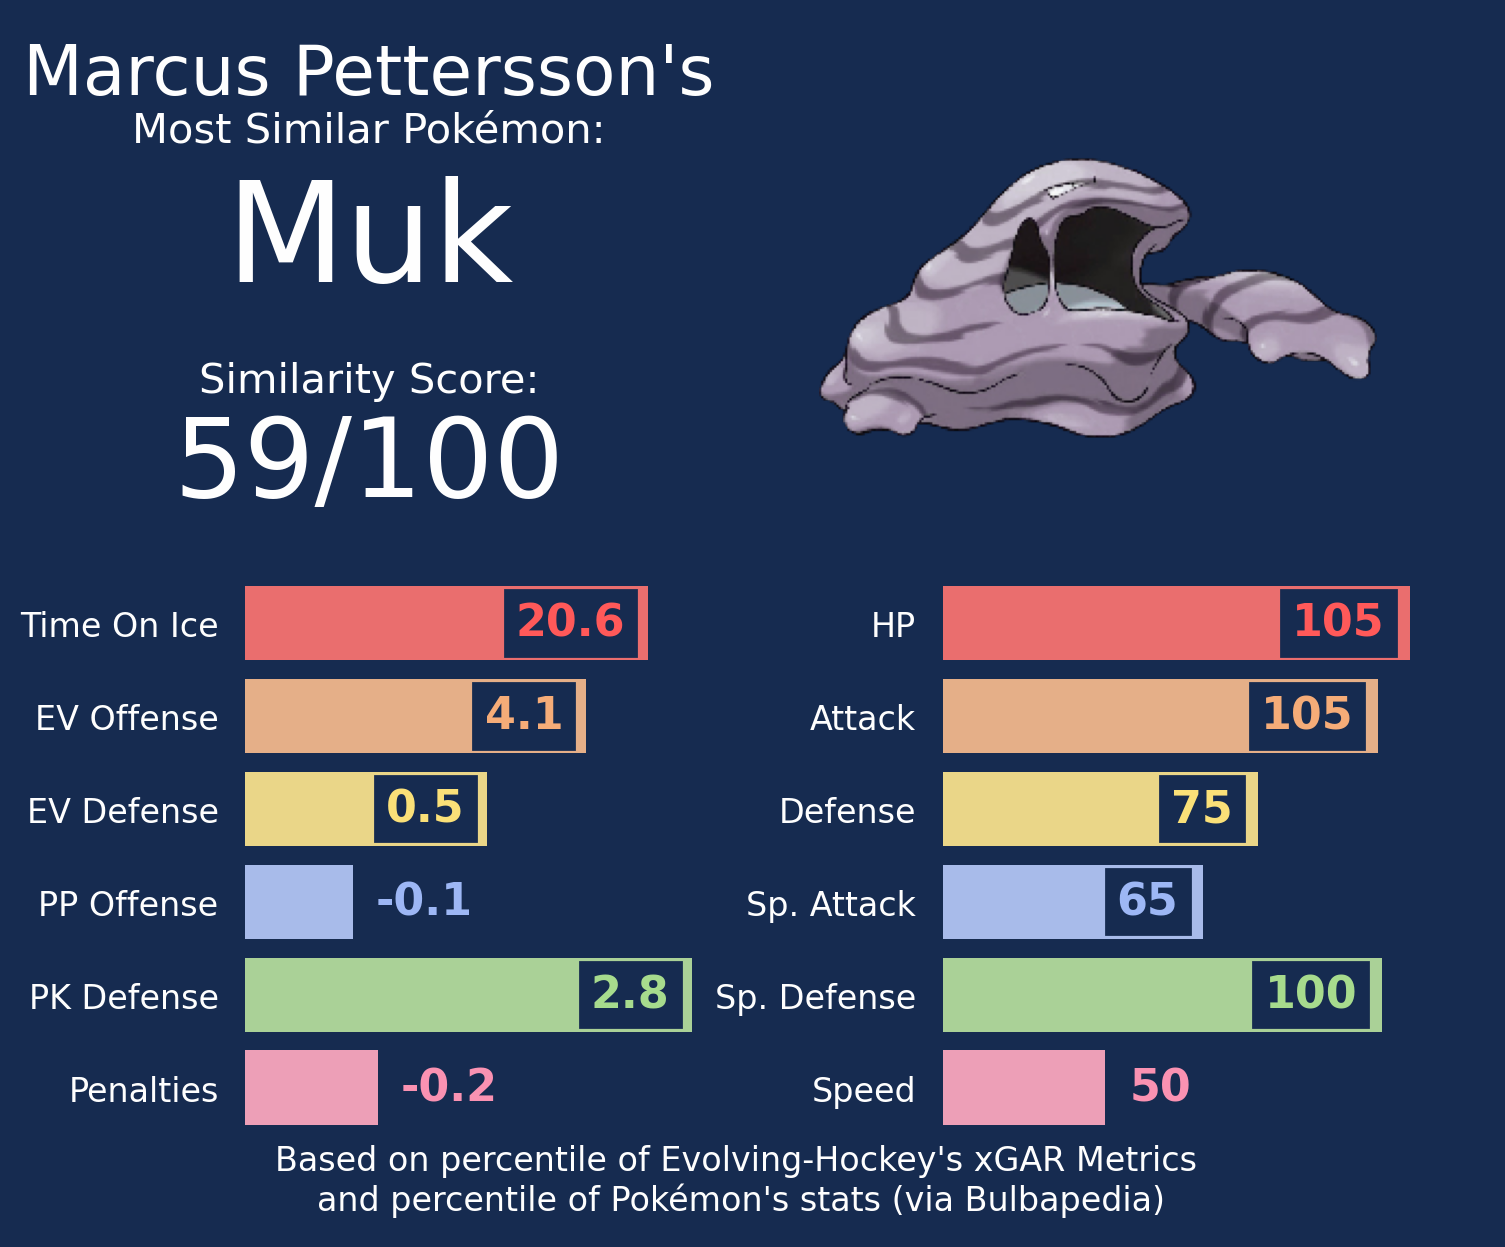 Marcus Pettersson's
Most Similar Pokémon:
Muk
Similarity Score:
59/100
Time On Ice 20.6
EV Offense 4.1
EV Defense 0.5
PP Offense -0.1
PK Defense 2.8
Penalties -0.2
HP 105
Attack 105
Defense 75
Sp. Attack 65
Sp. Defense 100
Speed 50
Based on percentile of Evolving-Hockey's xGAR Metrics
and percentile of Pokémon's stats (via Bulbapedia)